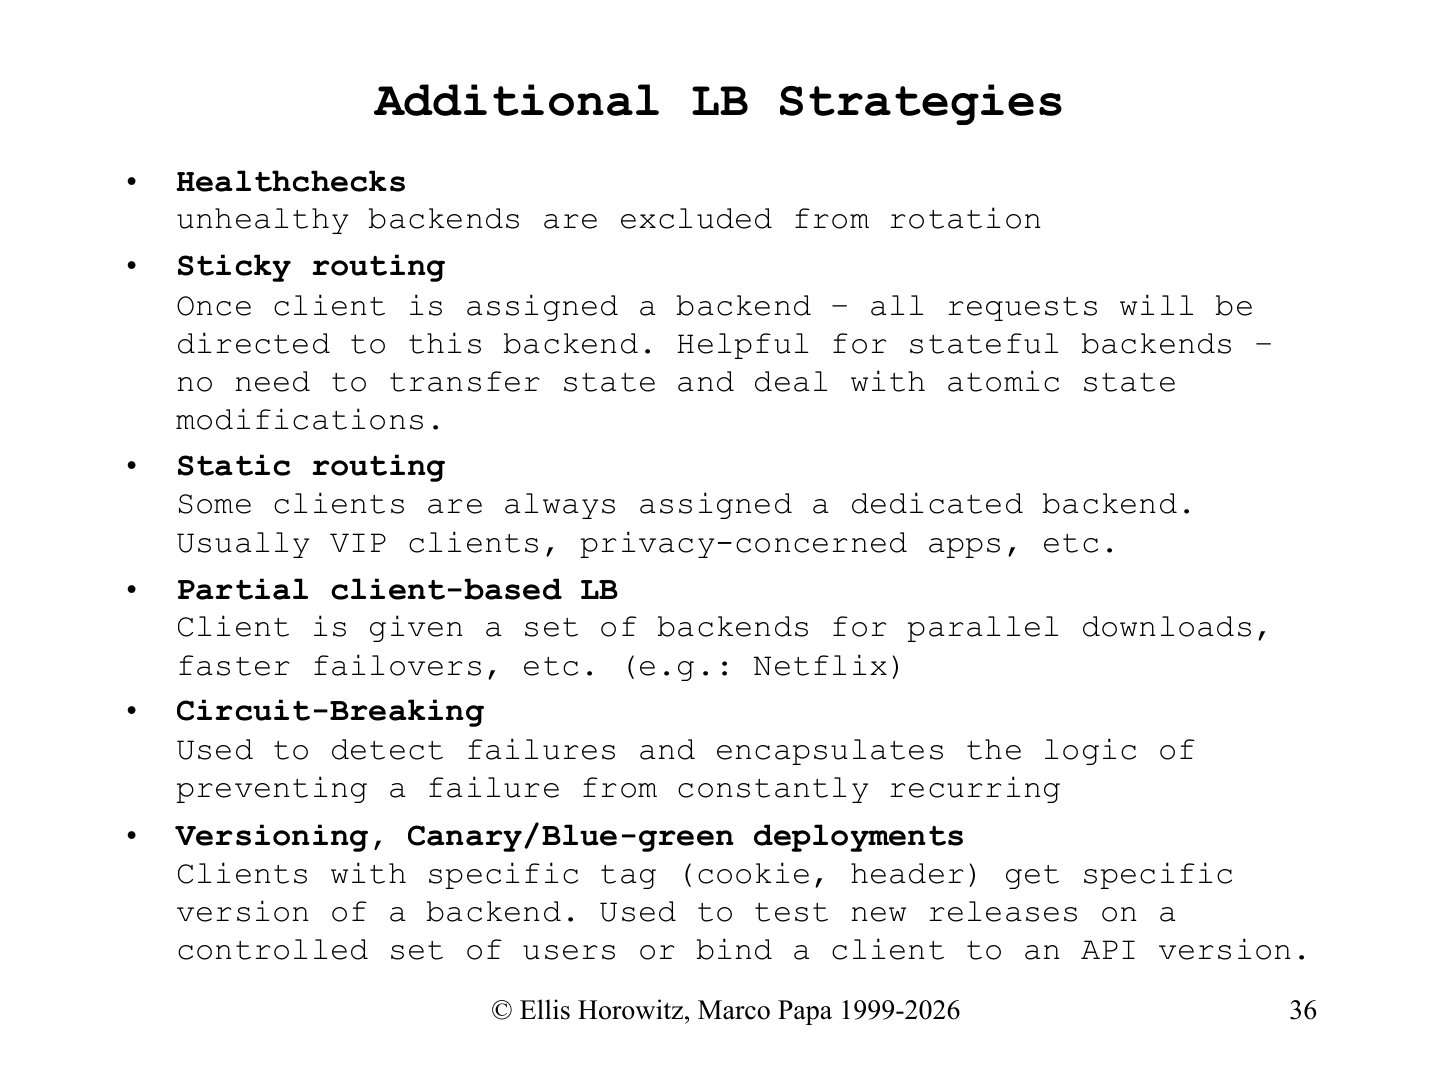 Additional LB Strategies
• Healthchecks
unhealthy backends are excluded from rotation
• Sticky routing
Once client is assigned a backend – all requests will be
directed to this backend. Helpful for stateful backends –
no need to transfer state and deal with atomic state
modifications.
• Static routing
Some clients are always assigned a dedicated backend.
Usually VIP clients, privacy-concerned apps, etc.
• Partial client-based LB
Client is given a set of backends for parallel downloads,
faster failovers, etc. (e.g.: Netflix)
• Circuit-Breaking
Used to detect failures and encapsulates the logic of
preventing a failure from constantly recurring
• Versioning, Canary/Blue-green deployments
Clients with specific tag (cookie, header) get specific
version of a backend. Used to test new releases on a
controlled set of users or bind a client to an API version.
© Ellis Horowitz, Marco Papa 1999-2026
36